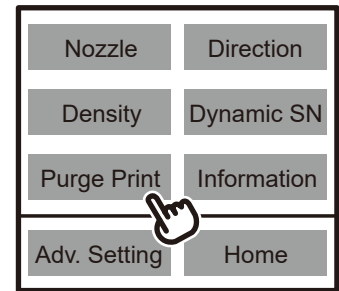 Nozzle Direction
Density Dynamic SN
Purge Print Information
Adv. Setting Home